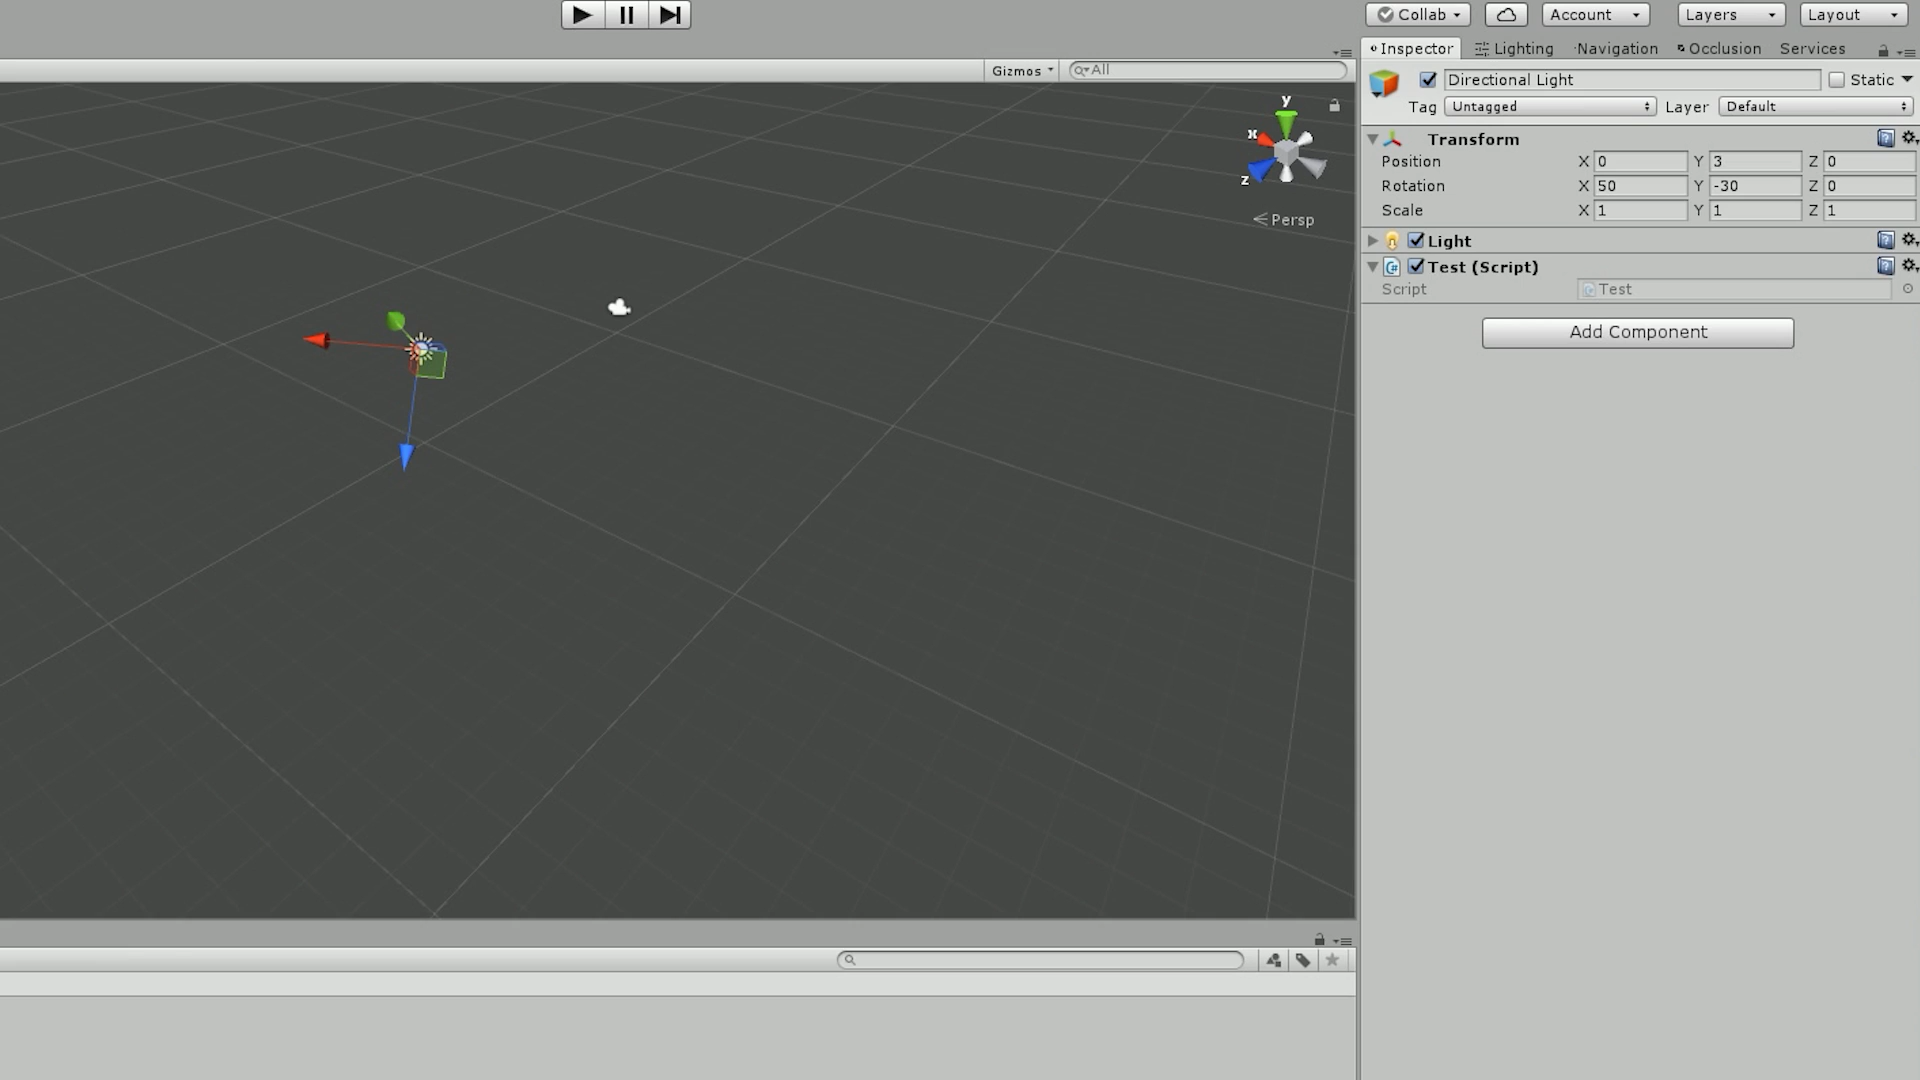 Collab
Account
Layers
Layout
Inspector
Lighting
Navigation
Occlusion
Services
Gizmos
All
Directional Light
Static
Tag Untagged Layer Default
Transform
Position X 0 Y 3 Z 0
Rotation X 50 Y -30 Z 0
Scale X 1 Y 1 Z 1
Light
Test (Script)
Script Test
Add Component
y
x
z
Persp